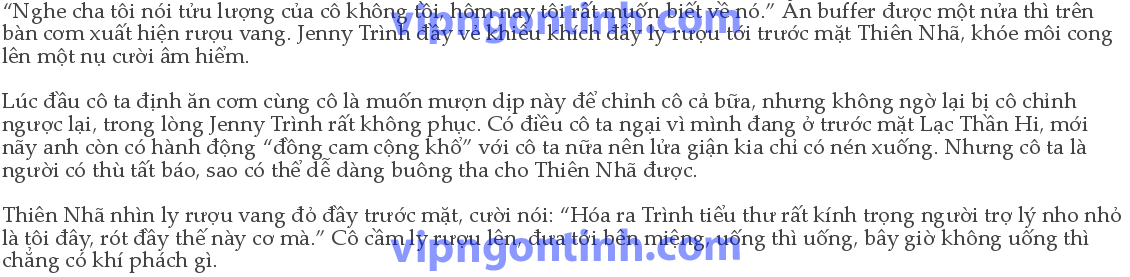 “Nghe cha tôi nói tửu lượng của cô không tồi, hôm nay tôi rất muốn biết về nó.” Ăn buffer được một nửa thì trên
bàn cơm xuất hiện rượu vang. Jenny Trình đầy vẻ khiêu khích đẩy ly rượu tới trước mặt Thiên Nhã, khóe môi cong
lên một nụ cười âm hiểm.
Lúc đầu cô ta định ăn cơm cùng cô là muốn mượn dịp này để chỉnh cô cả bữa, nhưng không ngờ lại bị cô chỉnh
ngược lại, trong lòng Jenny Trình rất không phục. Có điều cô ta ngại vì mình đang ở trước mặt Lạc Thần Hi, mới
nãy anh còn có hành động “đồng cam cộng khổ” với cô ta nữa nên lửa giận kia chỉ có nén xuống. Nhưng cô ta là
người có thù tất báo, sao có thể dễ dàng buông tha cho Thiên Nhã được.
Thiên Nhã nhìn ly rượu vang đỏ đầy trước mặt, cười nói: “Hóa ra Trình tiểu thư rất kính trọng người trợ lý nho nhỏ
là tôi đây, rót đầy thế này cơ mà.” Cô cầm ly rượu lên, đưa tới bên miệng, uống thì uống, bây giờ không uống thì
chẳng có khí phách gì.
vipngontinh.com
vipngontinh.com